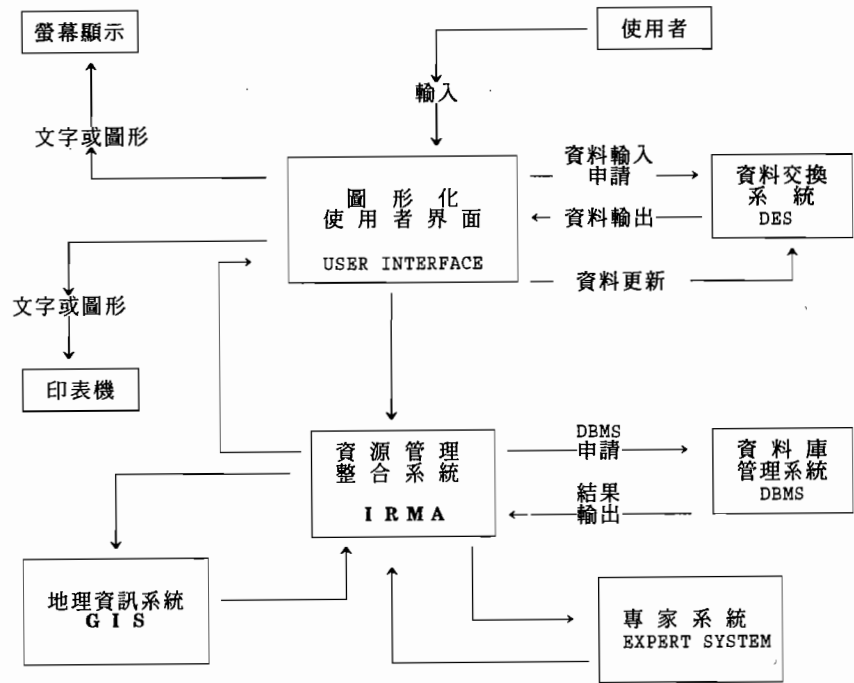 螢幕顯示
使用者
輸入
文字或圖形
圖形化
使用者界面
USER INTERFACE
資料輸入
申請
資料輸出
資料更新
資料交換
系統
DES
文字或圖形
印表機
資源管理
整合系統
IRMA
DBMS
申請
結果
輸出
資料庫
管理系統
DBMS
地理資訊系統
GIS
專家系統
EXPERT SYSTEM